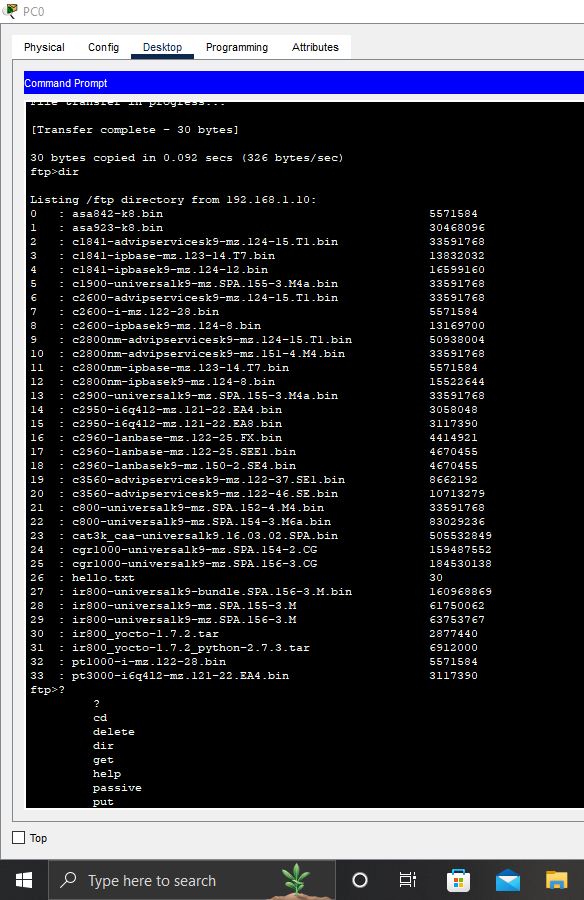 PC0
Physical Config Desktop Programming Attributes
Command Prompt
File transfer in progress...
[Transfer complete - 30 bytes]
30 bytes copied in 0.092 secs (326 bytes/sec)
ftp>dir
Listing /ftp directory from 192.168.1.10:
0 : asa842-k8.bin 5571584
1 : asa923-k8.bin 30468096
2 : c1841-advipservicesk9-mz.124-15.T1.bin 33591768
3 : c1841-ipbase-mz.123-14.T7.bin 13832032
4 : c1841-ipbasek9-mz.124-12.bin 16599160
5 : c1900-universalk9-mz.SPA.155-3.M4a.bin 33591768
6 : c2600-advipservicesk9-mz.124-15.T1.bin 33591768
7 : c2600-i-mz.122-28.bin 5571584
8 : c2600-ipbasek9-mz.124-8.bin 13169700
9 : c2800nm-advipservicesk9-mz.124-15.T1.bin 50938004
10 : c2800nm-advipservicesk9-mz.151-4.M4.bin 33591768
11 : c2800nm-ipbase-mz.123-14.T7.bin 5571584
12 : c2800nm-ipbasek9-mz.124-8.bin 15522644
13 : c2900-universalk9-mz.SPA.155-3.M4a.bin 33591768
14 : c2950-i6q4l2-mz.121-22.EA4.bin 3058048
15 : c2950-i6q4l2-mz.121-22.EA8.bin 3117390
16 : c2960-lanbase-mz.122-25.FX.bin 4414921
17 : c2960-lanbase-mz.122-25.SEE1.bin 4670455
18 : c2960-lanbasek9-mz.150-2.SE4.bin 4670455
19 : c3560-advipservicesk9-mz.122-37.SE1.bin 8662192
20 : c3560-advipservicesk9-mz.122-46.SE.bin 10713279
21 : c800-universalk9-mz.SPA.152-4.M4.bin 33591768
22 : c800-universalk9-mz.SPA.154-3.M6a.bin 83029236
23 : cat3k_caa-universalk9.16.03.02.SPA.bin 505532849
24 : cgr1000-universalk9-mz.SPA.154-2.CG 159487552
25 : cgr1000-universalk9-mz.SPA.156-3.CG 184530138
26 : hello.txt 30
27 : ir800-universalk9-bundle.SPA.156-3.M.bin 160968869
28 : ir800-universalk9-mz.SPA.155-3.M 61750062
29 : ir800-universalk9-mz.SPA.156-3.M 63753767
30 : ir800_yocto-1.7.2.tar 2877440
31 : ir800_yocto-1.7.2_python-2.7.3.tar 6912000
32 : pt1000-i-mz.122-28.bin 5571584
33 : pt3000-i6q4l2-mz.121-22.EA4.bin 3117390
ftp>?
?
cd
delete
dir
get
help
passive
put
Top
Type here to search